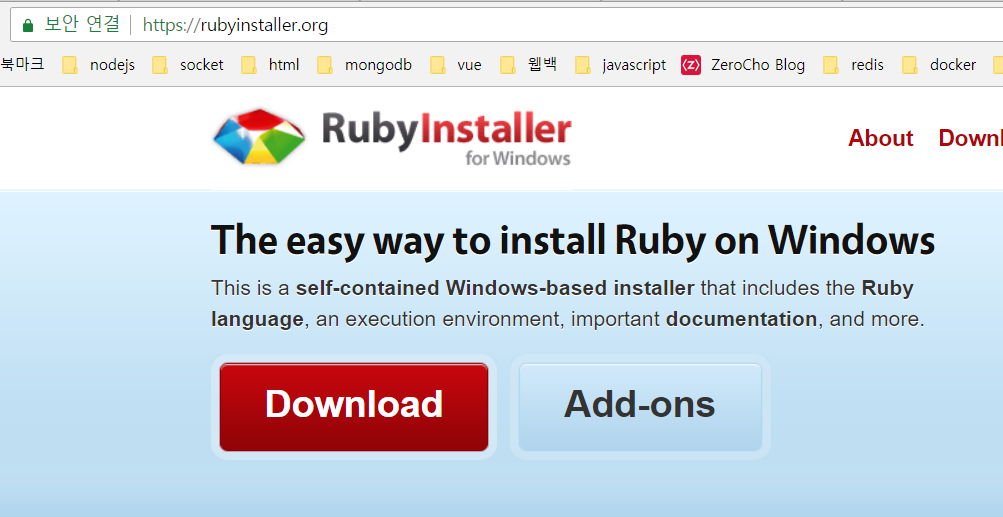 보안 연결 https://rubyinstaller.org
북마크 nodejs socket html mongodb vue 웹백 javascript ZeroCho Blog redis docker
RubyInstaller
for Windows
About Downl
The easy way to install Ruby on Windows
This is a self-contained Windows-based installer that includes the Ruby
language, an execution environment, important documentation, and more.
Download Add-ons